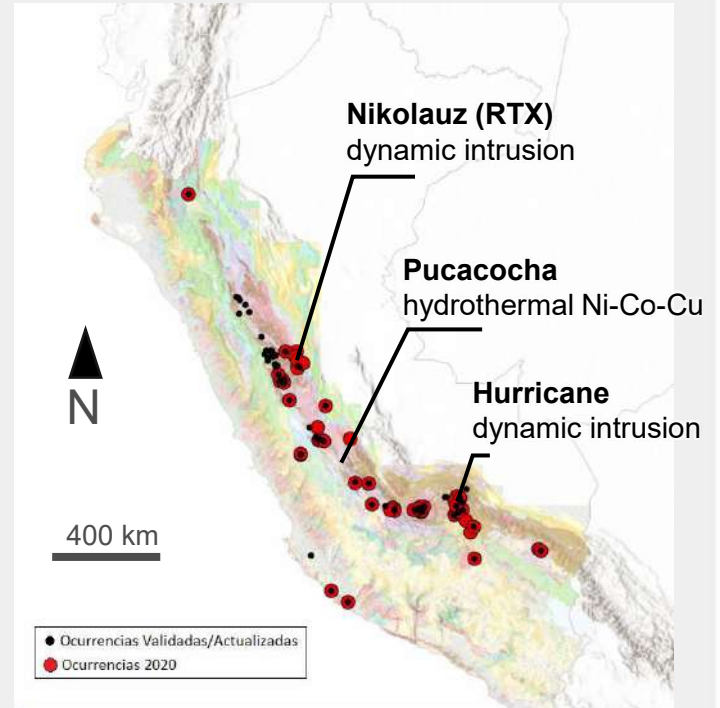 Nikolauz (RTX)
dynamic intrusion
Pucacocha
hydrothermal Ni-Co-Cu
Hurricane
dynamic intrusion
N
400 km
Ocurrencias Validadas/Actualizadas
Ocurrencias 2020